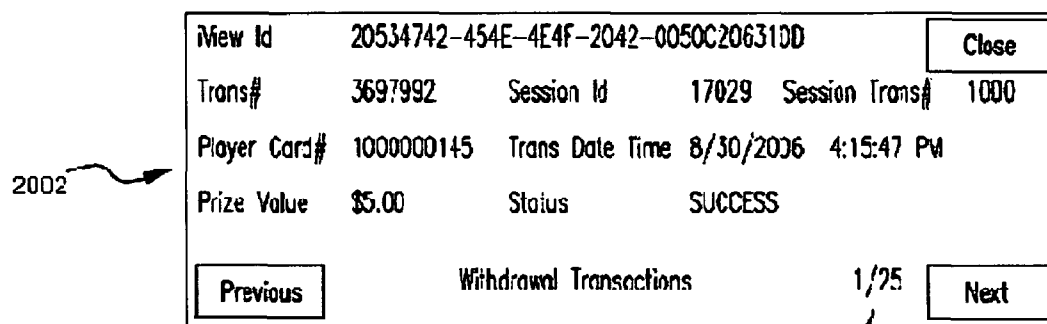 iView Id 20534742-454E-4E4F-2042-0050C206310D Close
Trans# 3697992 Session Id 17029 Session Trans# 1000
Player Card# 1000000145 Trans Date Time 8/30/2006 4:15:47 PM
2002
Prize Value $5.00 Status SUCCESS
Previous Withdrawal Transactions 1/25 Next